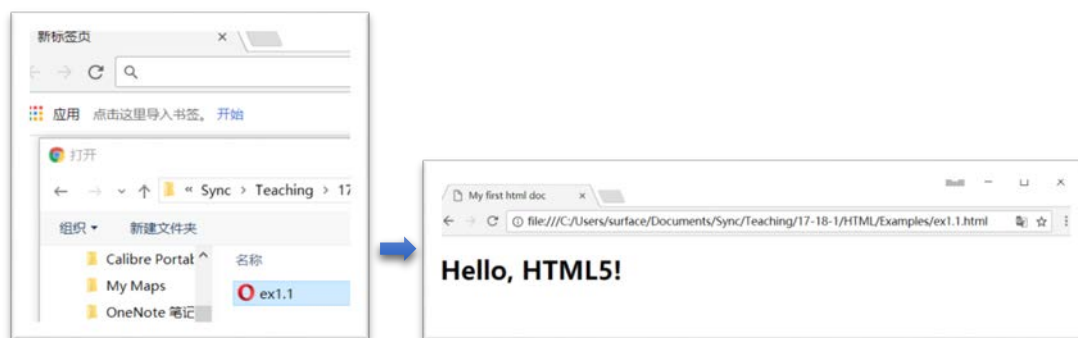 新标签页
应用 点击这里导入书签。 开始
打开
« Sync > Teaching > 17
组织 新建文件夹
Calibre Portab 名称
My Maps
ex1.1
OneNote 笔记
My first html doc
file:///C:/Users/surface/Documents/Sync/Teaching/17-18-1/HTML/Examples/ex1.1.html
Hello, HTML5!